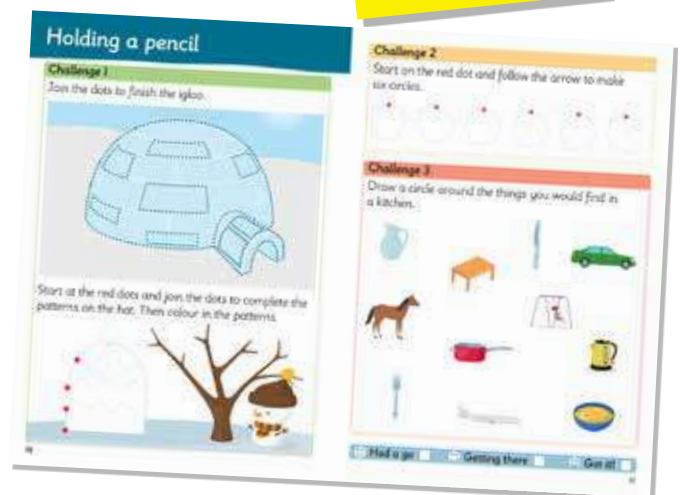 Holding a pencil
Challenge 1
Join the dots to finish the igloo.
Start at the red dots and join the dots to complete the
patterns on the hat. Then colour in the patterns.
Challenge 2
Start on the red dot and follow the arrow to make
six circles.
Challenge 3
Draw a circle around the things you would find in
a kitchen.
Had a go
Getting there
Got it!